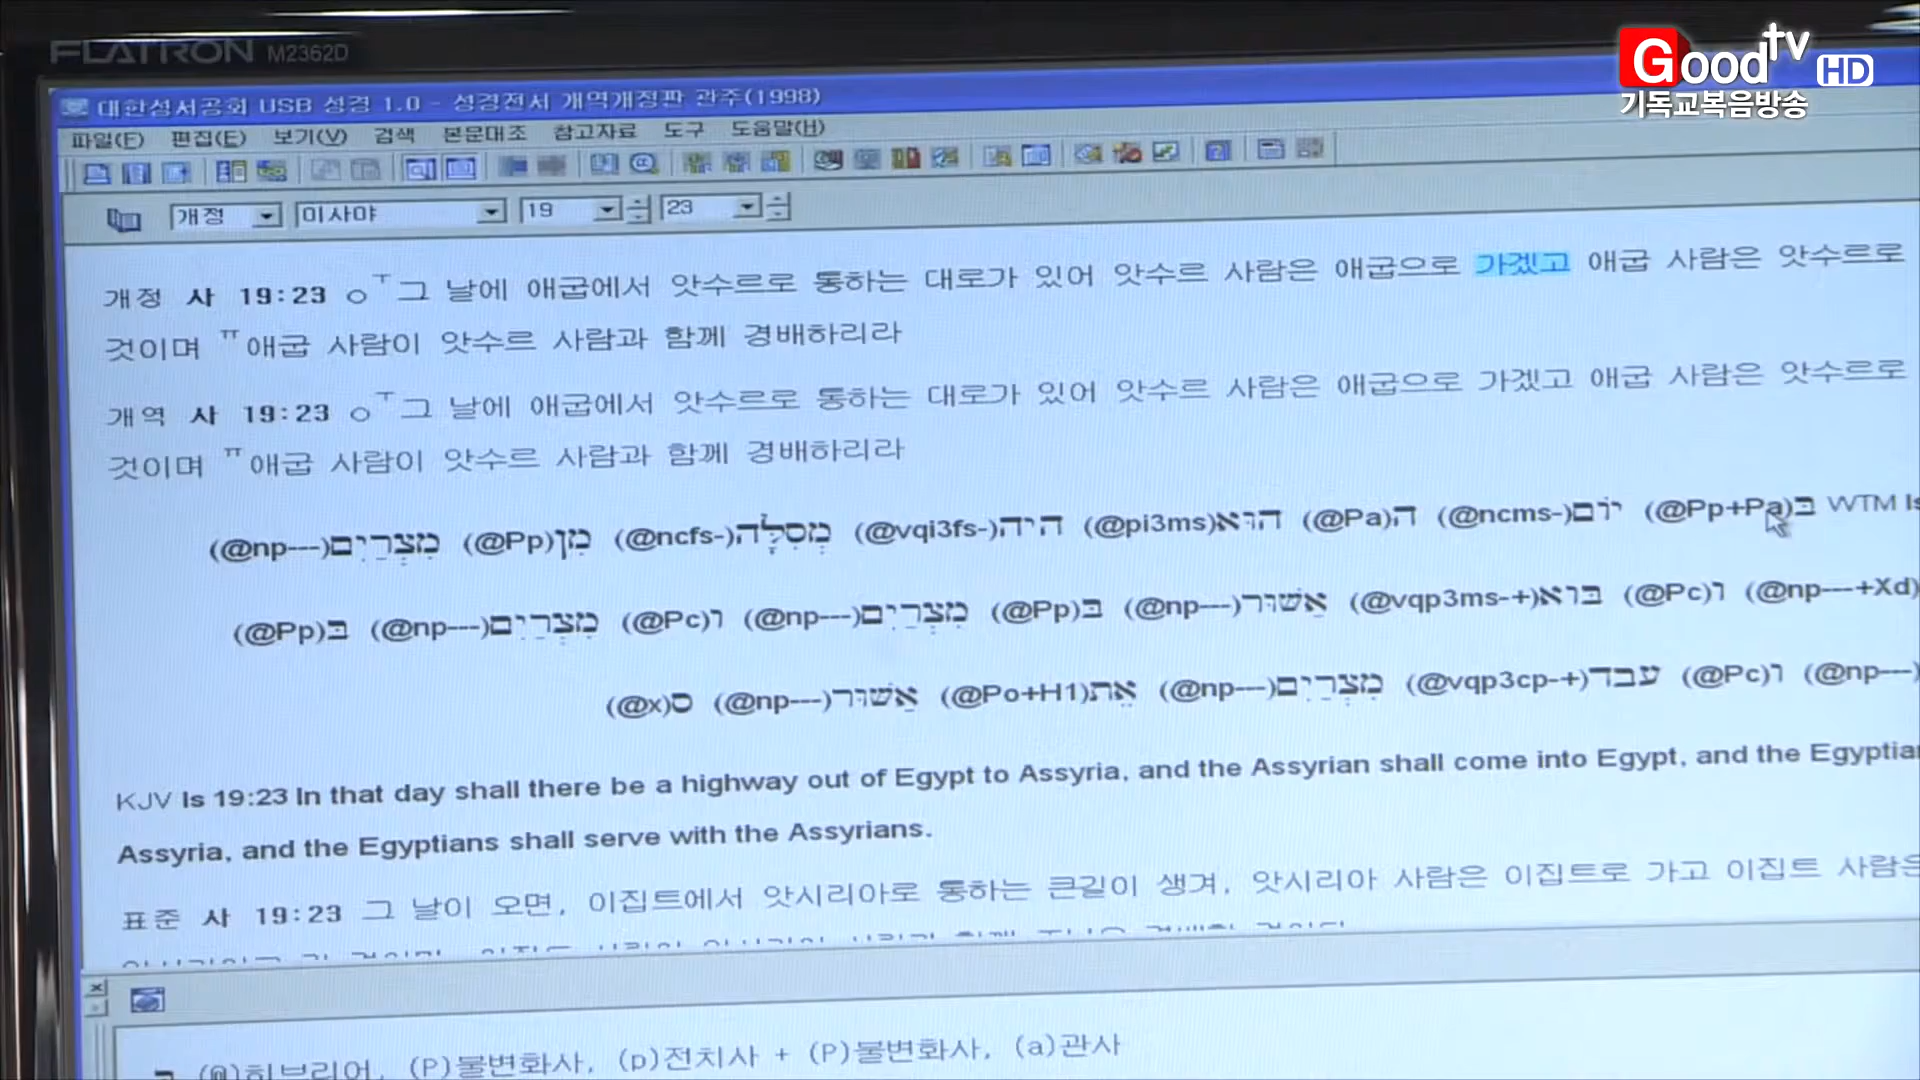 FLATRON M2362D
Good tv HD
기독교복음방송
대한성서공회 USB 성경 1.0 - 성경전서 개역개정판 관주(1998)
파일(F) 편집(E) 보기(V) 검색 본문대조 참고자료 도구 도움말(H)
개정 이사야 19 23
개정 사 19:23 ㅇㅜ그 날에 애굽에서 앗수르로 통하는 대로가 있어 앗수르 사람은 애굽으로 가겠고 애굽 사람은 앗수르로
것이며 ㅠ애굽 사람이 앗수르 사람과 함께 경배하리라
개역 사 19:23 ㅇㅜ그 날에 애굽에서 앗수르로 통하는 대로가 있어 앗수르 사람은 애굽으로 가겠고 애굽 사람은 앗수르로
것이며 ㅠ애굽 사람이 앗수르 사람과 함께 경배하리라
WTM Is בּ(@Pp+Pa) יוֹם(@ncms-) ה(@Pa) הוּא(@pi3ms) היה(@vqi3fs-) מְסִלָּה(@ncfs-) מִן(@Pp) מִצְרַיִם(@np---)
(@np---+Xd) ו(@Pc) בּוא(@vqp3ms-+) אַשּׁוּר(@np---) בּ(@Pp) מִצְרַיִם(@np---) ו(@Pc) מִצְרַיִם(@np---) בּ(@Pp)
(@np---) ו(@Pc) עבד(@vqp3cp-+) מִצְרַיִם(@np---) אֵת(@Po+H1) אַשּׁוּר(@np---) ס(@x)
KJV Is 19:23 In that day shall there be a highway out of Egypt to Assyria, and the Assyrian shall come into Egypt, and the
Assyria, and the Egyptians shall serve with the Assyrians.
표준 사 19:23 그 날이 오면, 이집트에서 앗시리아로 통하는 큰길이 생겨, 앗시리아 사람은 이집트로 가고 이집트 사람은
(@)히브리어, (P)불변화사, (p)전치사 + (P)불변화사, (a)관사